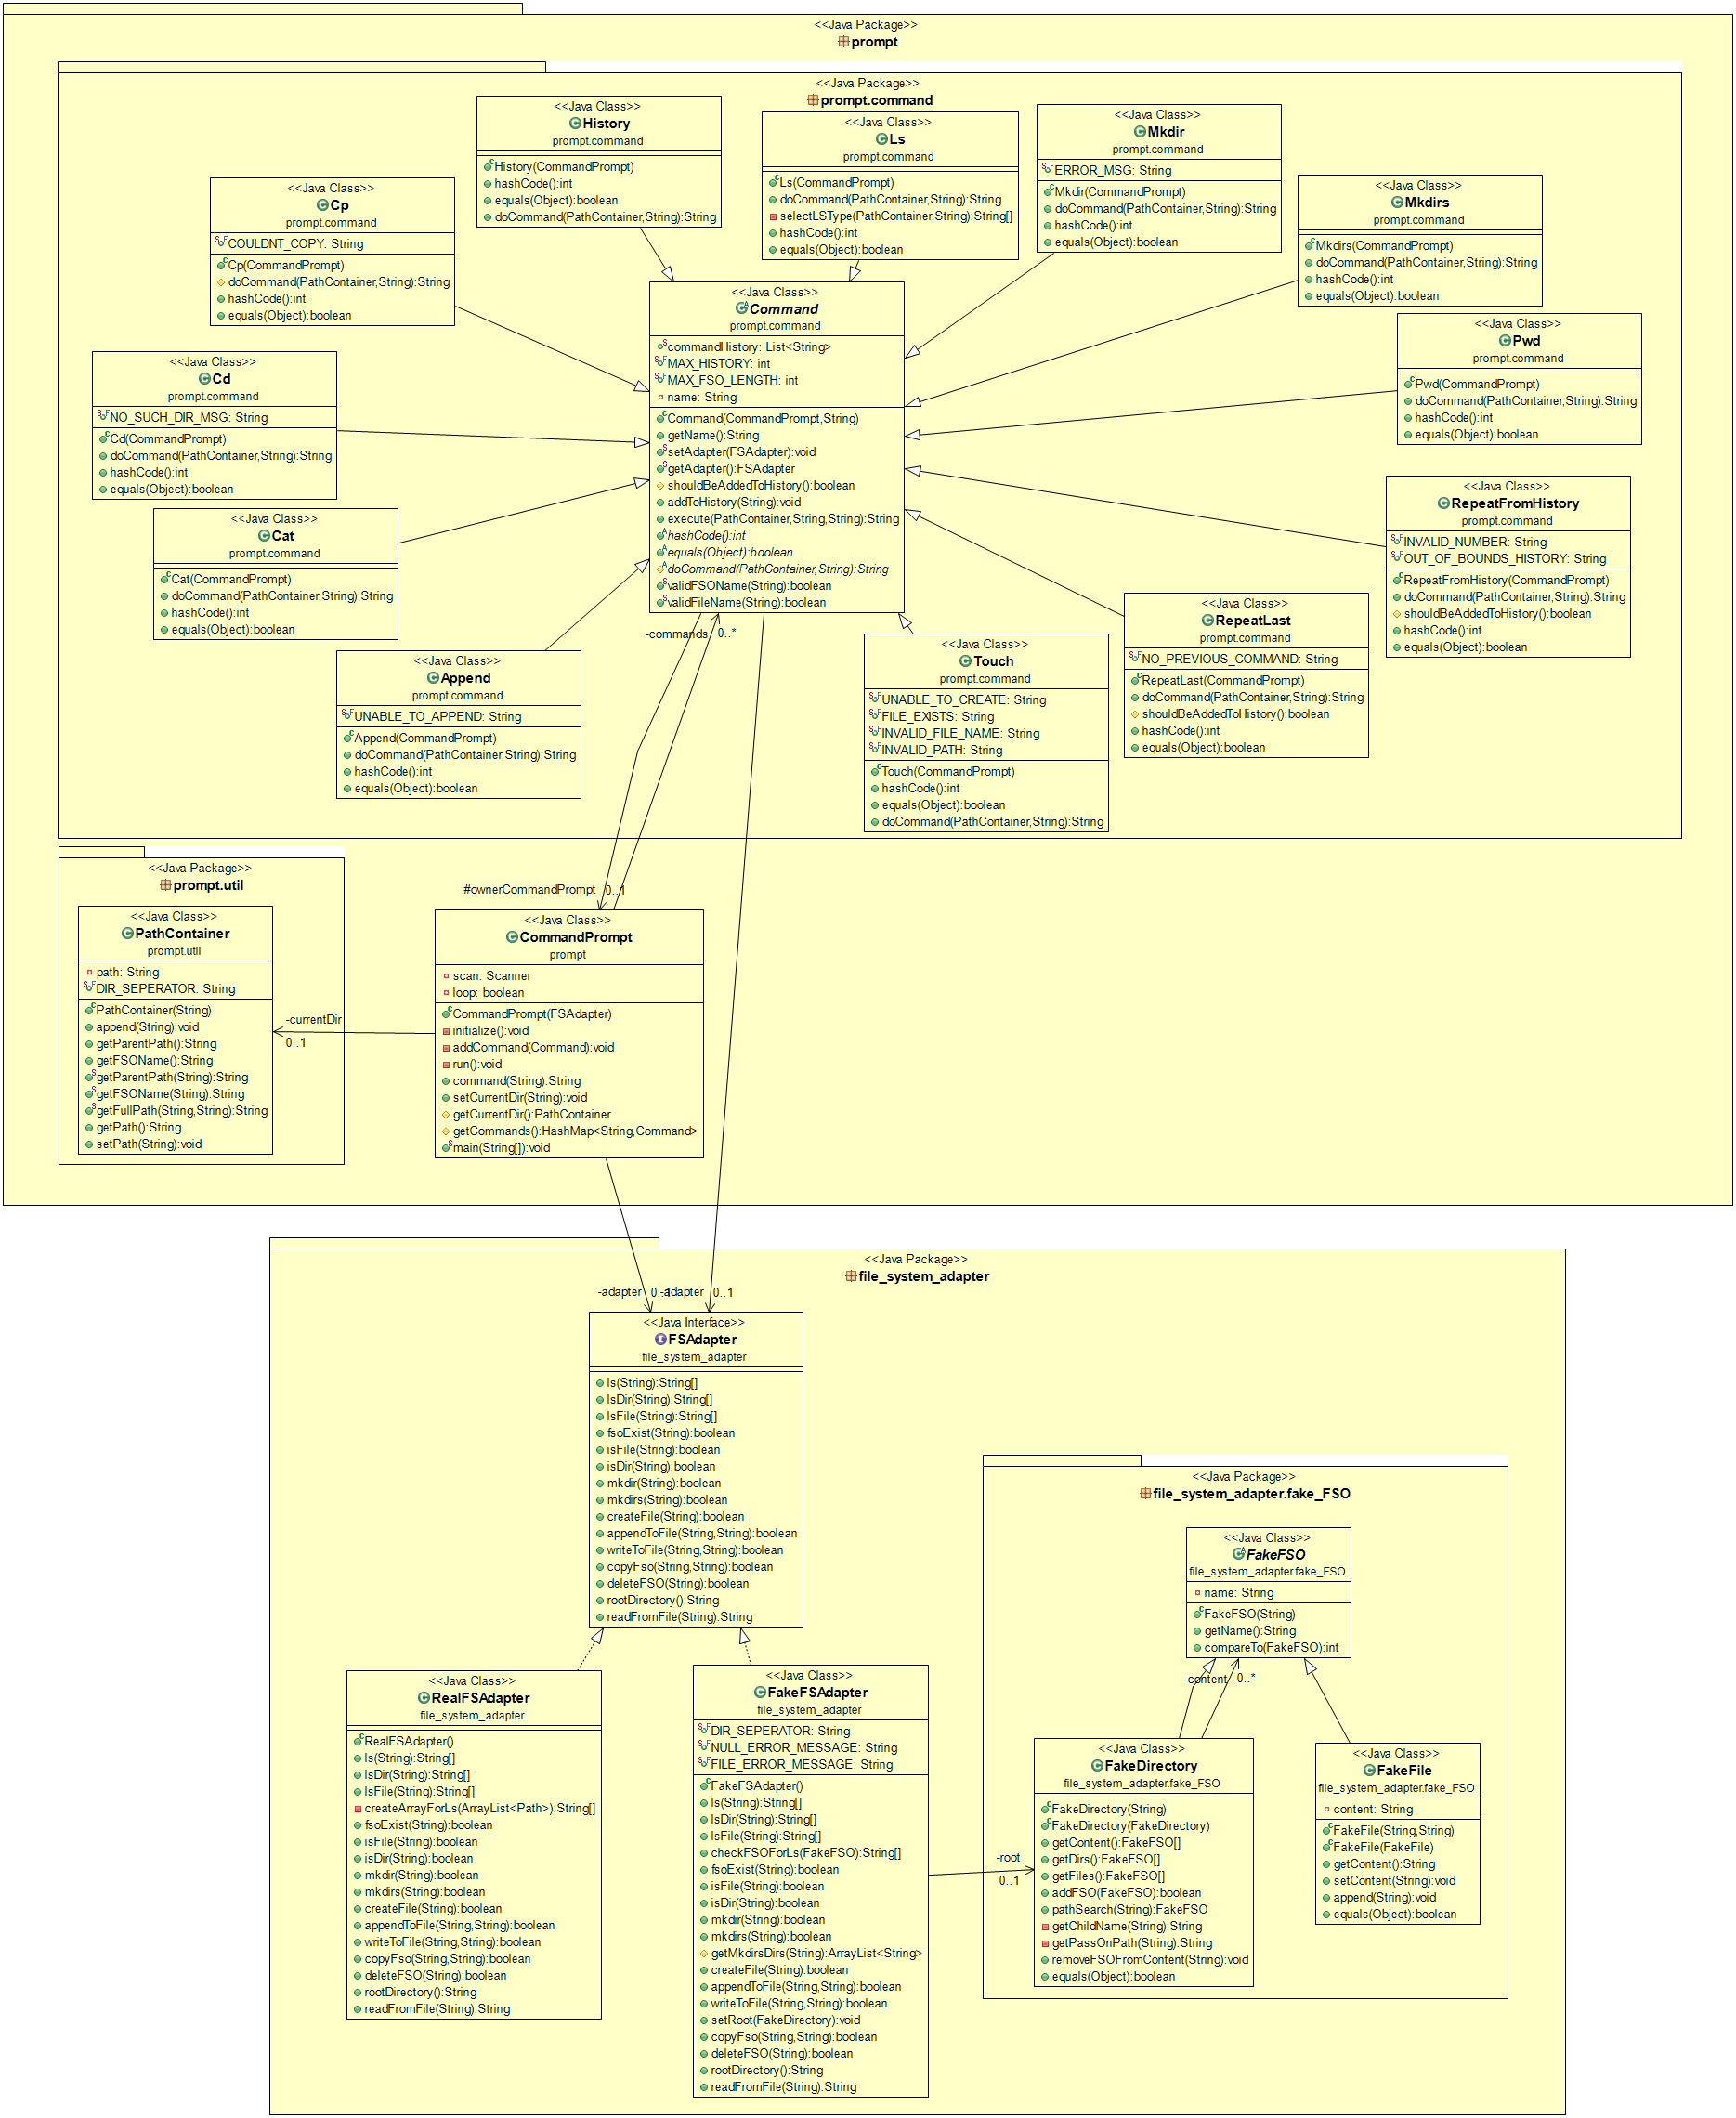 <<Java Package>>
prompt
<<Java Package>>
prompt.command
<<Java Class>>
History
prompt.command
History(CommandPrompt)
hashCode():int
equals(Object):boolean
doCommand(PathContainer,String):String
<<Java Class>>
Ls
prompt.command
Ls(CommandPrompt)
doCommand(PathContainer,String):String
selectLSType(PathContainer,String):String[]
hashCode():int
equals(Object):boolean
<<Java Class>>
Mkdir
prompt.command
ERROR_MSG: String
Mkdir(CommandPrompt)
doCommand(PathContainer,String):String
hashCode():int
equals(Object):boolean
<<Java Class>>
Cp
prompt.command
COULDNT_COPY: String
Cp(CommandPrompt)
doCommand(PathContainer,String):String
hashCode():int
equals(Object):boolean
<<Java Class>>
Mkdirs
prompt.command
Mkdirs(CommandPrompt)
doCommand(PathContainer,String):String
hashCode():int
equals(Object):boolean
<<Java Class>>
Command
prompt.command
commandHistory: List<String>
MAX_HISTORY: int
MAX_FSO_LENGTH: int
name: String
Command(CommandPrompt,String)
getName():String
setAdapter(FSAdapter):void
getAdapter():FSAdapter
shouldBeAddedToHistory():boolean
addToHistory(String):void
execute(PathContainer,String,String):String
hashCode():int
equals(Object):boolean
doCommand(PathContainer,String):String
validFSOName(String):boolean
validFileName(String):boolean
<<Java Class>>
Pwd
prompt.command
Pwd(CommandPrompt)
doCommand(PathContainer,String):String
hashCode():int
equals(Object):boolean
<<Java Class>>
Cd
prompt.command
NO_SUCH_DIR_MSG: String
Cd(CommandPrompt)
doCommand(PathContainer,String):String
hashCode():int
equals(Object):boolean
<<Java Class>>
RepeatFromHistory
prompt.command
INVALID_NUMBER: String
OUT_OF_BOUNDS_HISTORY: String
RepeatFromHistory(CommandPrompt)
doCommand(PathContainer,String):String
shouldBeAddedToHistory():boolean
hashCode():int
equals(Object):boolean
<<Java Class>>
Cat
prompt.command
Cat(CommandPrompt)
doCommand(PathContainer,String):String
hashCode():int
equals(Object):boolean
<<Java Class>>
RepeatLast
prompt.command
NO_PREVIOUS_COMMAND: String
RepeatLast(CommandPrompt)
doCommand(PathContainer,String):String
shouldBeAddedToHistory():boolean
hashCode():int
equals(Object):boolean
-commands 0..*
<<Java Class>>
Touch
prompt.command
UNABLE_TO_CREATE: String
FILE_EXISTS: String
INVALID_FILE_NAME: String
INVALID_PATH: String
Touch(CommandPrompt)
hashCode():int
equals(Object):boolean
doCommand(PathContainer,String):String
<<Java Class>>
Append
prompt.command
UNABLE_TO_APPEND: String
Append(CommandPrompt)
doCommand(PathContainer,String):String
hashCode():int
equals(Object):boolean
<<Java Package>>
prompt.util
<<Java Class>>
PathContainer
prompt.util
path: String
DIR_SEPERATOR: String
PathContainer(String)
append(String):void
getParentPath():String
getFSOName():String
getParentPath(String):String
getFSOName(String):String
getFullPath(String,String):String
getPath():String
setPath(String):void
-currentDir
0..1
#ownerCommandPrompt 0..1
<<Java Class>>
CommandPrompt
prompt
scan: Scanner
loop: boolean
CommandPrompt(FSAdapter)
initialize():void
addCommand(Command):void
run():void
command(String):String
setCurrentDir(String):void
getCurrentDir():PathContainer
getCommands():HashMap<String,Command>
main(String[]):void
<<Java Package>>
file_system_adapter
-adapter 0..1
-adapter 0..1
<<Java Interface>>
FSAdapter
file_system_adapter
ls(String):String[]
lsDir(String):String[]
lsFile(String):String[]
fsoExist(String):boolean
isFile(String):boolean
isDir(String):boolean
mkdir(String):boolean
mkdirs(String):boolean
createFile(String):boolean
appendToFile(String,String):boolean
writeToFile(String,String):boolean
copyFso(String,String):boolean
deleteFSO(String):boolean
rootDirectory():String
readFromFile(String):String
<<Java Class>>
RealFSAdapter
file_system_adapter
RealFSAdapter()
ls(String):String[]
lsDir(String):String[]
lsFile(String):String[]
createArrayForLs(ArrayList<Path>):String[]
fsoExist(String):boolean
isFile(String):boolean
isDir(String):boolean
mkdir(String):boolean
mkdirs(String):boolean
createFile(String):boolean
appendToFile(String,String):boolean
writeToFile(String,String):boolean
copyFso(String,String):boolean
deleteFSO(String):boolean
rootDirectory():String
readFromFile(String):String
<<Java Class>>
FakeFSAdapter
file_system_adapter
DIR_SEPERATOR: String
NULL_ERROR_MESSAGE: String
FILE_ERROR_MESSAGE: String
FakeFSAdapter()
ls(String):String[]
lsDir(String):String[]
lsFile(String):String[]
checkFSOForLs(FakeFSO):String[]
fsoExist(String):boolean
isFile(String):boolean
isDir(String):boolean
mkdir(String):boolean
mkdirs(String):boolean
getMkdirsDirs(String):ArrayList<String>
createFile(String):boolean
appendToFile(String,String):boolean
writeToFile(String,String):boolean
setRoot(FakeDirectory):void
copyFso(String,String):boolean
deleteFSO(String):boolean
rootDirectory():String
readFromFile(String):String
-root
0..1
<<Java Package>>
file_system_adapter.fake_FSO
<<Java Class>>
FakeFSO
file_system_adapter.fake_FSO
name: String
FakeFSO(String)
getName():String
compareTo(FakeFSO):int
-content 0..*
<<Java Class>>
FakeDirectory
file_system_adapter.fake_FSO
FakeDirectory(String)
FakeDirectory(FakeDirectory)
getContent():FakeFSO[]
getDirs():FakeFSO[]
getFiles():FakeFSO[]
addFSO(FakeFSO):boolean
pathSearch(String):FakeFSO
getChildName(String):String
getPassOnPath(String):String
removeFSOFromContent(String):void
equals(Object):boolean
<<Java Class>>
FakeFile
file_system_adapter.fake_FSO
content: String
FakeFile(String,String)
FakeFile(FakeFile)
getContent():String
setContent(String):void
append(String):void
equals(Object):boolean